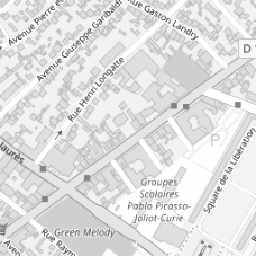 Rue Gaston Landry
Avenue Pierre
Avenue Giuseppe Garibaldi
Rue Henri Longatte
D
P
Groupes
Scolaires
Pablo Picasso-
Joliot-Curie
Square de la Libération
Green Melody
Rue Raym
Avenue